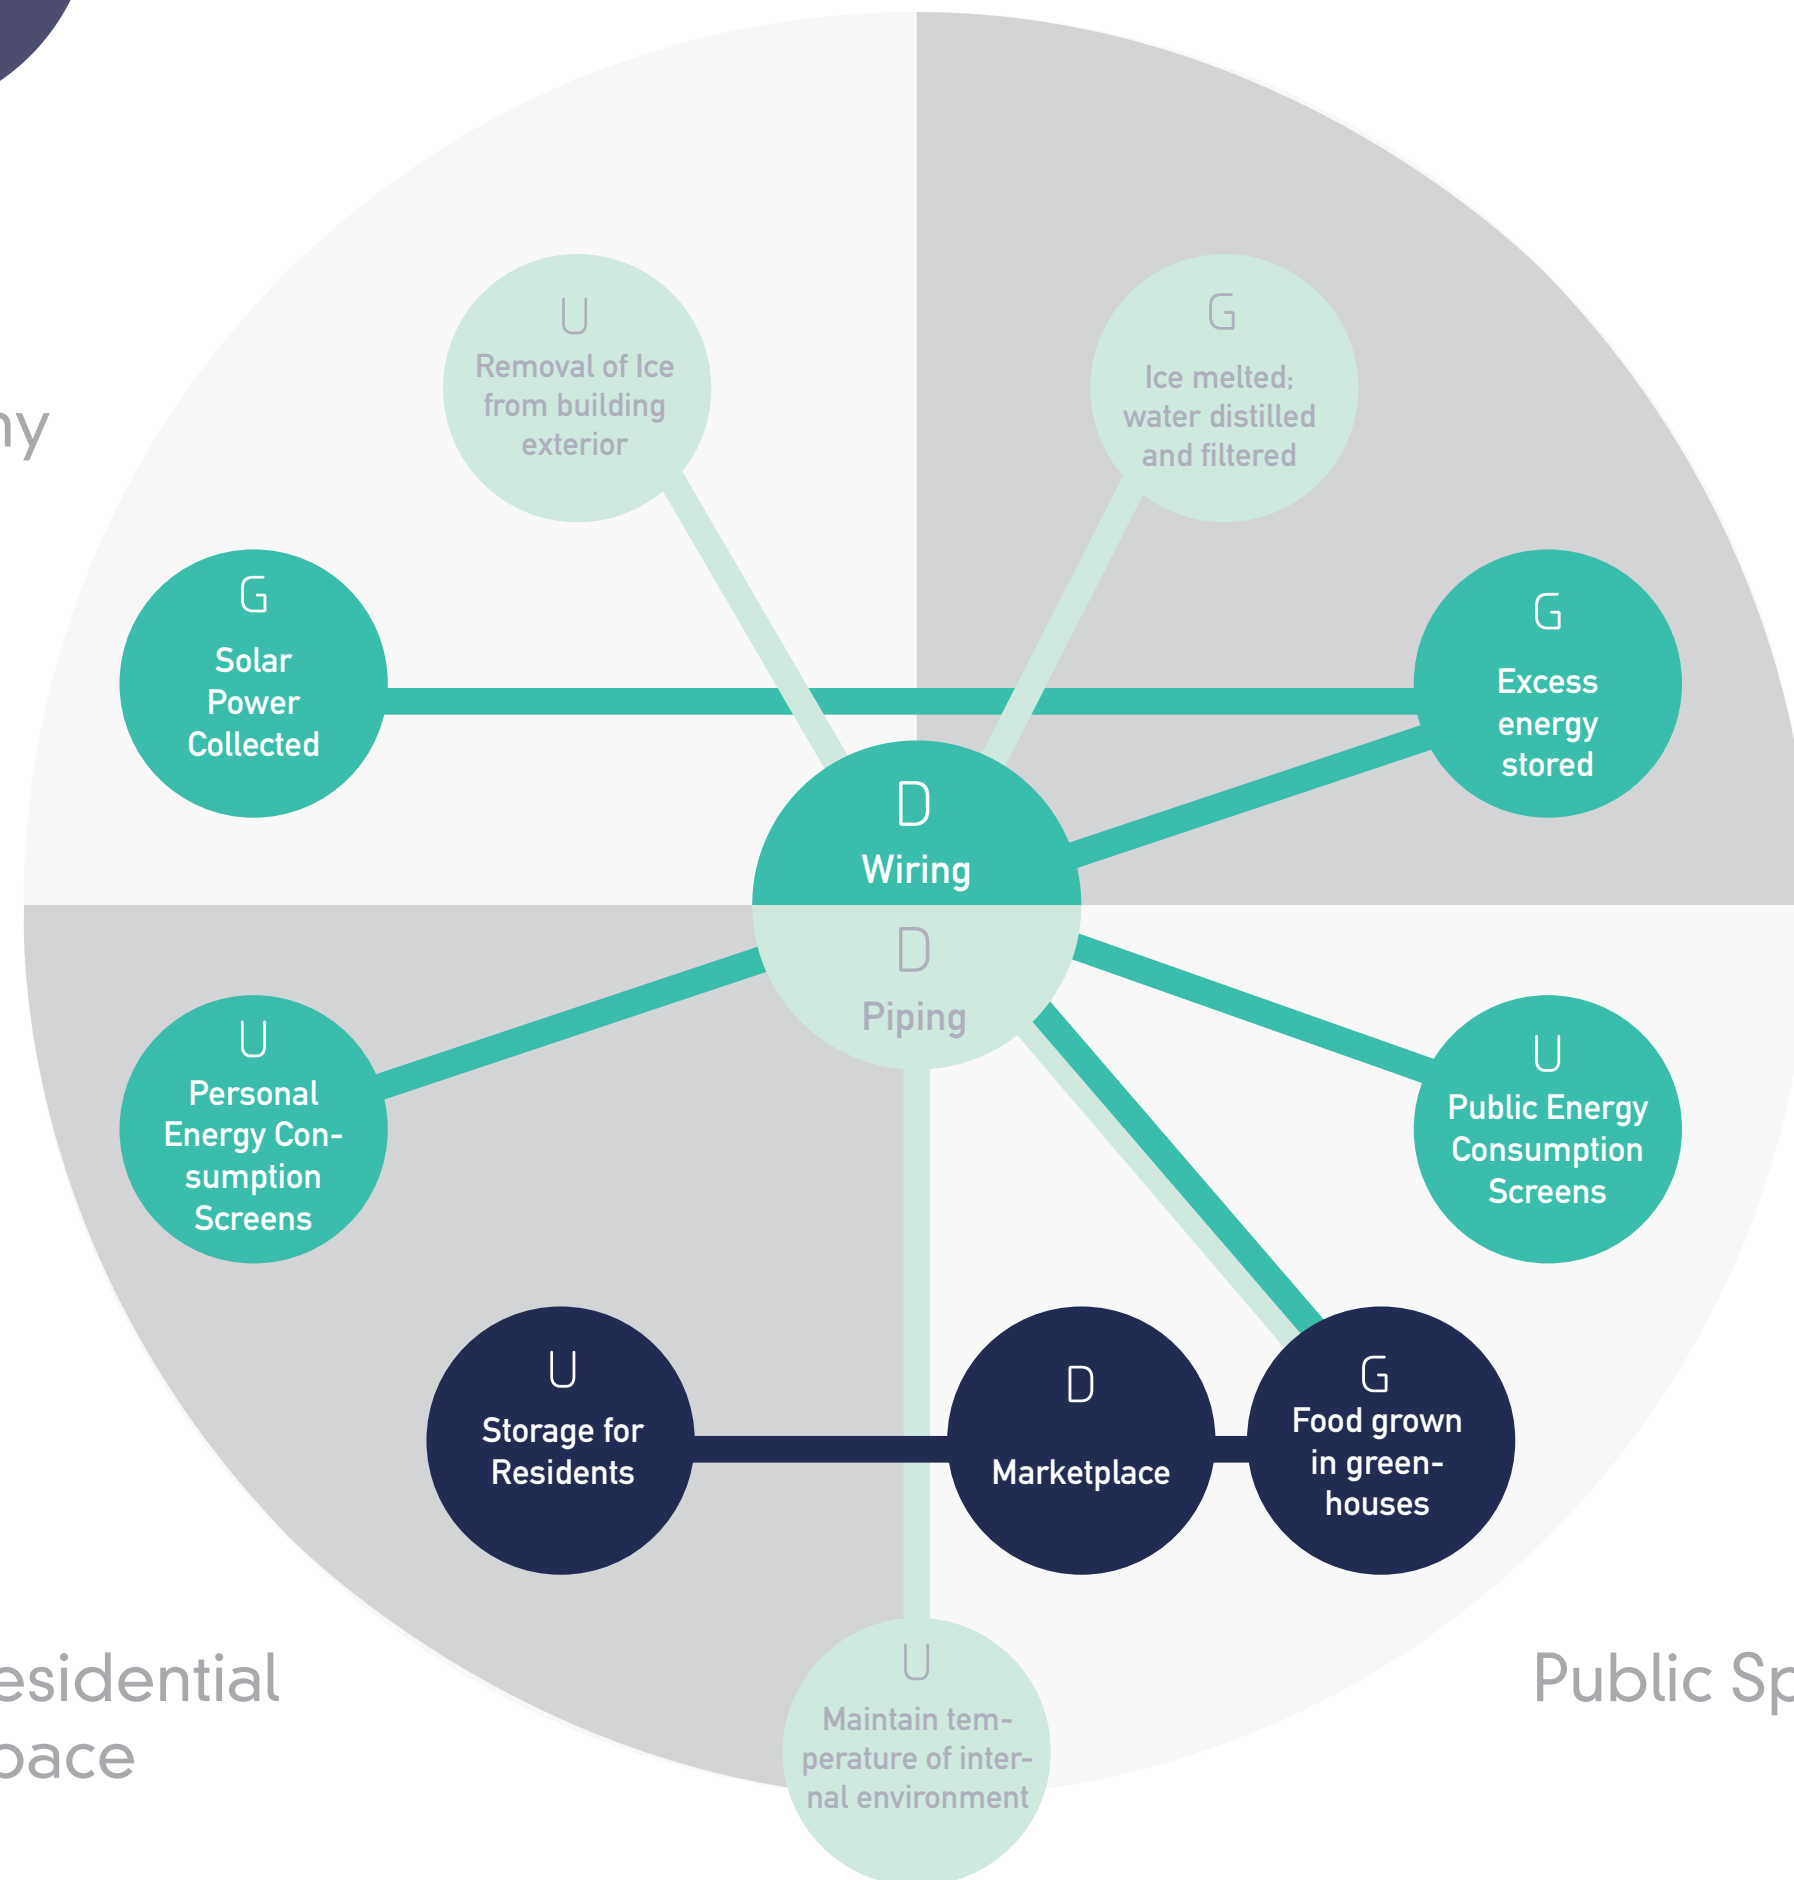 U
Removal of Ice
from building
exterior
G
Ice melted;
water distilled
and filtered
ny
G
Solar
Power
Collected
G
Excess
energy
stored
D
Wiring
D
Piping
U
Personal
Energy Con-
sumption
Screens
U
Public Energy
Consumption
Screens
U
Storage for
Residents
D
Marketplace
G
Food grown
in green-
houses
U
Maintain tem-
perature of inter-
nal environment
esidential
pace
Public Sp